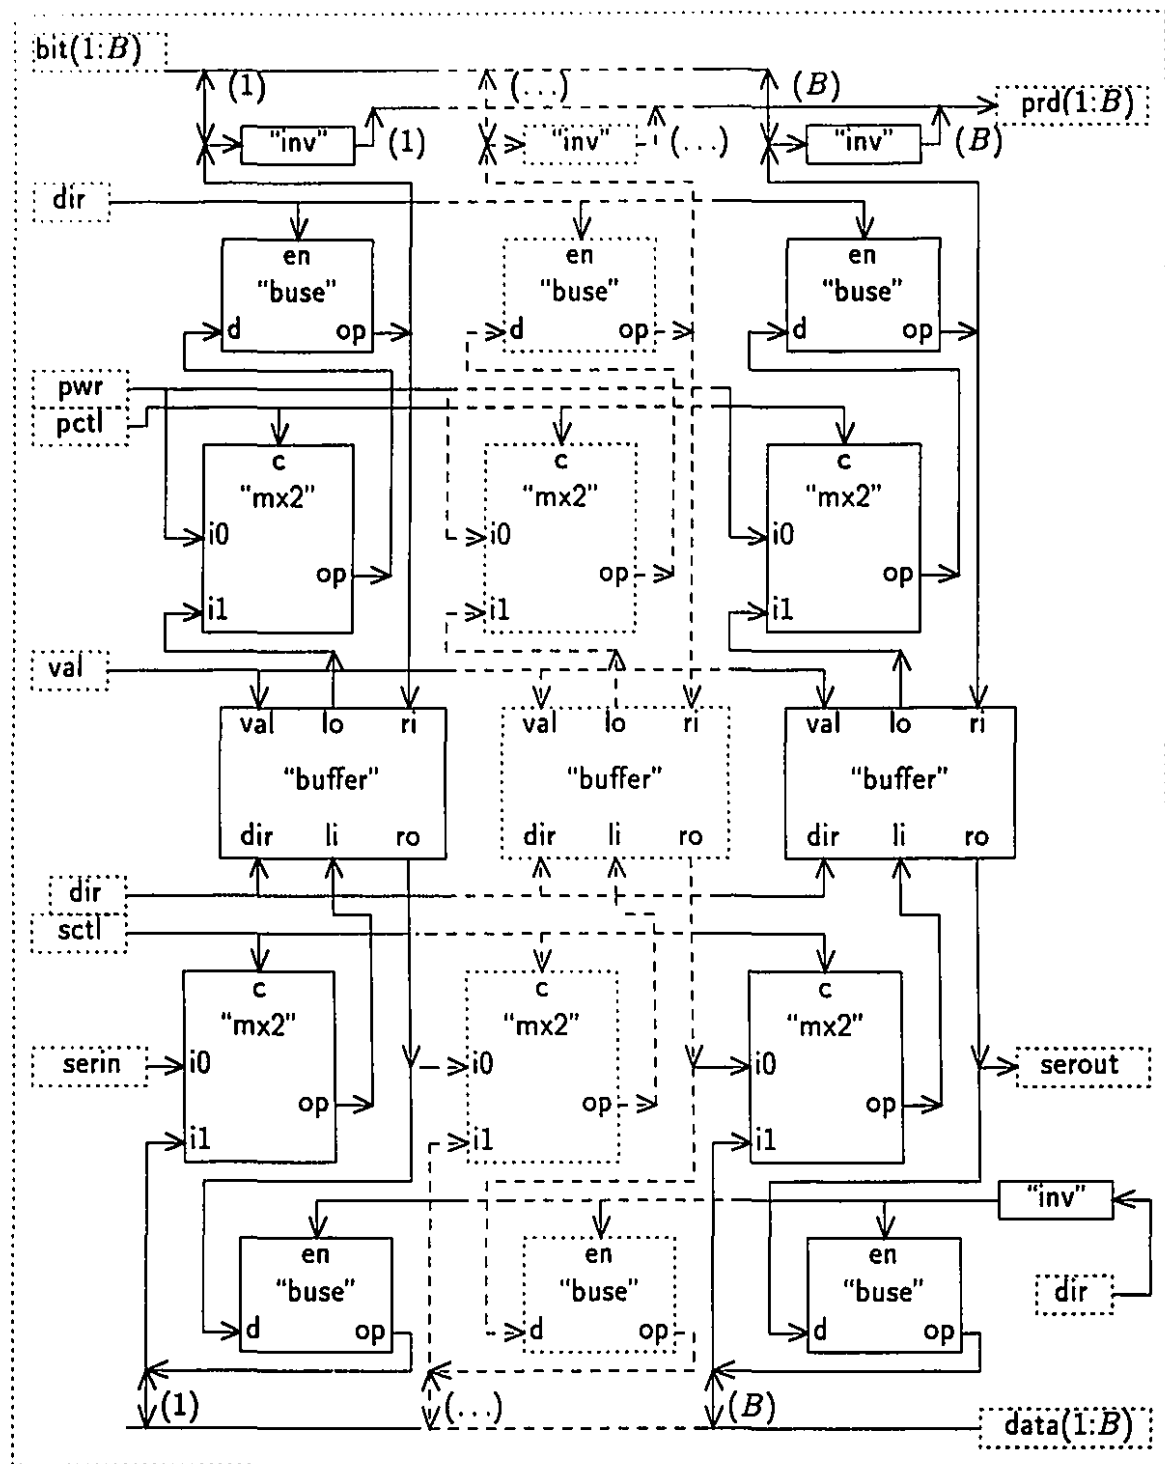 bit(1:B)
(1) (...) (B)
prd(1:B)
"inv" (1) "inv" (...) "inv" (B)
dir
en en en
"buse" "buse" "buse"
d op d op d op
pwr
pctl
c c c
"mx2" "mx2" "mx2"
i0 i0 i0
op op op
i1 i1 i1
val
val lo ri val lo ri val lo ri
"buffer" "buffer" "buffer"
dir li ro dir li ro dir li ro
dir
sctl
c c c
"mx2" "mx2" "mx2"
serin i0 i0 i0 serout
op op op
i1 i1 i1
"inv"
en en en
"buse" "buse" "buse" dir
d op d op d op
(1) (...) (B)
data(1:B)